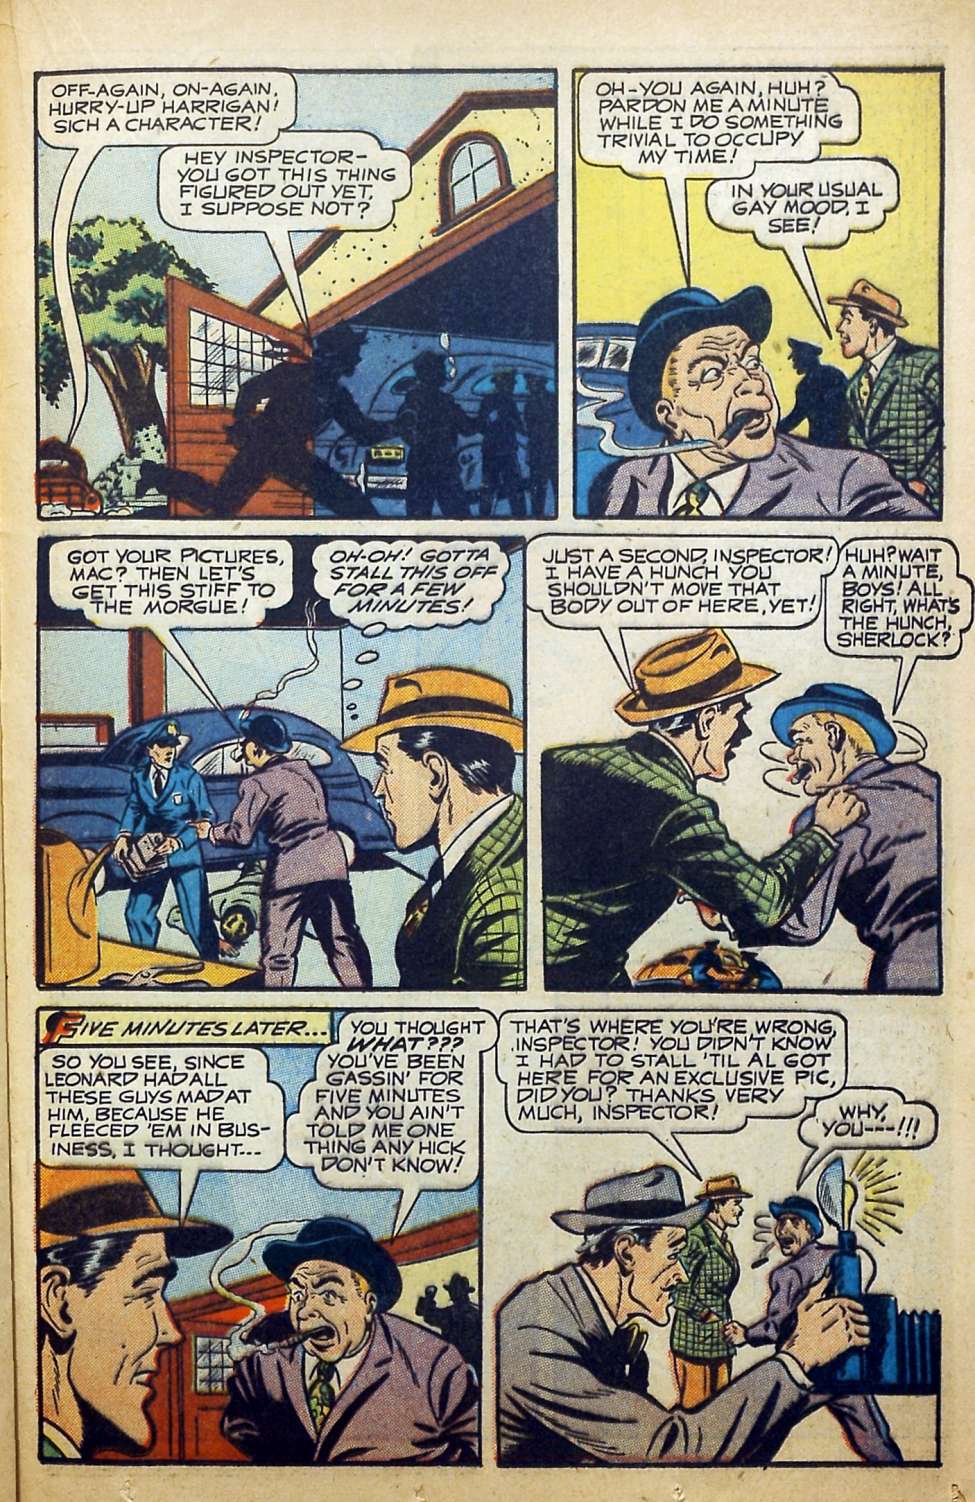 OFF-AGAIN, ON-AGAIN,
HURRY-UP HARRIGAN!
SICH A CHARACTER!
HEY INSPECTOR-
YOU GOT THIS THING
FIGURED OUT YET,
I SUPPOSE NOT?
OH-YOU AGAIN, HUH?
PARDON ME A MINUTE
WHILE I DO SOMETHING
TRIVIAL TO OCCUPY
MY TIME!
IN YOUR USUAL
GAY MOOD, I
SEE!
GOT YOUR PICTURES,
MAC? THEN LET'S
GET THIS STIFF TO
THE MORGUE!
OH-OH! GOTTA
STALL THIS OFF
FOR A FEW
MINUTES!
JUST A SECOND, INSPECTOR!
I HAVE A HUNCH YOU
SHOULDN'T MOVE THAT
BODY OUT OF HERE, YET!
HUH? WAIT
A MINUTE,
BOYS! ALL
RIGHT, WHAT'S
THE HUNCH,
SHERLOCK?
FIVE MINUTES LATER...
SO YOU SEE, SINCE
LEONARD HAD ALL
THESE GUYS MAD AT
HIM, BECAUSE HE
FLEECED 'EM IN BUS-
INESS, I THOUGHT---
YOU THOUGHT
WHAT???
YOU'VE BEEN
GASSIN' FOR
FIVE MINUTES
AND YOU AIN'T
TOLD ME ONE
THING ANY HICK
DON'T KNOW!
THAT'S WHERE YOU'RE WRONG,
INSPECTOR! YOU DIDN'T KNOW
I HAD TO STALL 'TIL AL GOT
HERE FOR AN EXCLUSIVE PIC,
DID YOU? THANKS VERY
MUCH, INSPECTOR!
WHY,
YOU---!!!